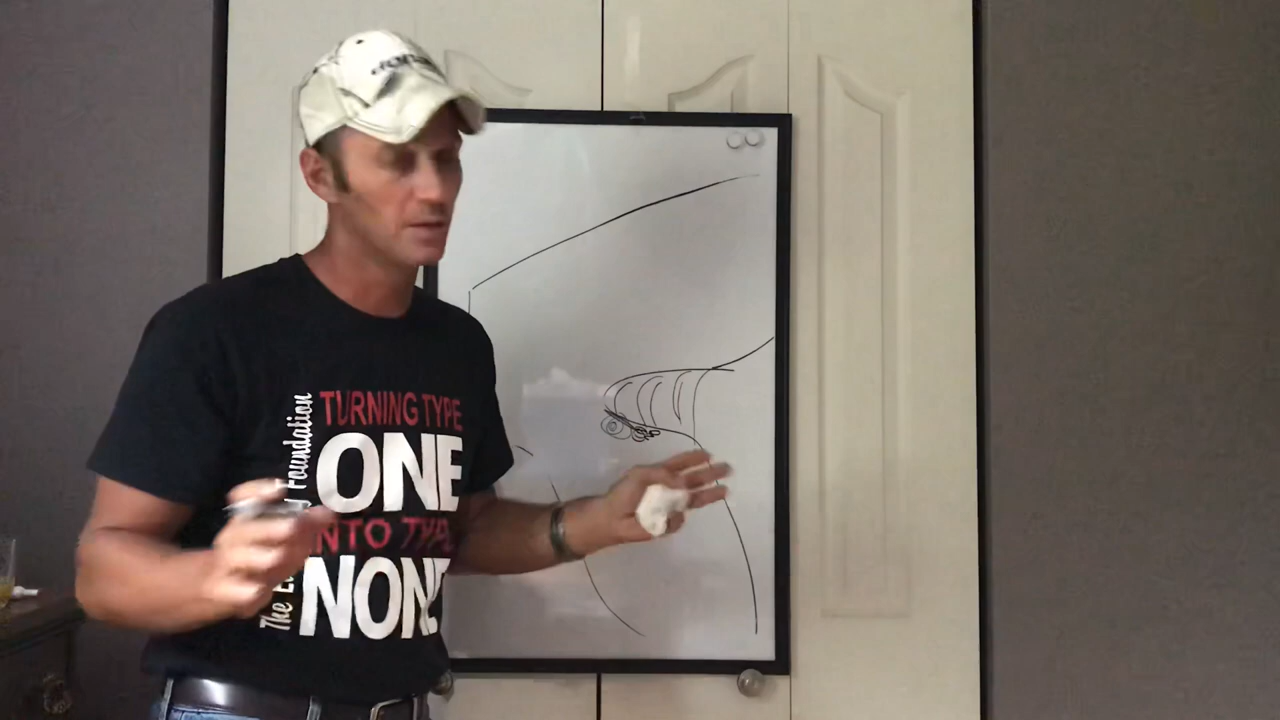 TURNING TYPE
ONE
INTO TYPE
NONE
The
Foundation